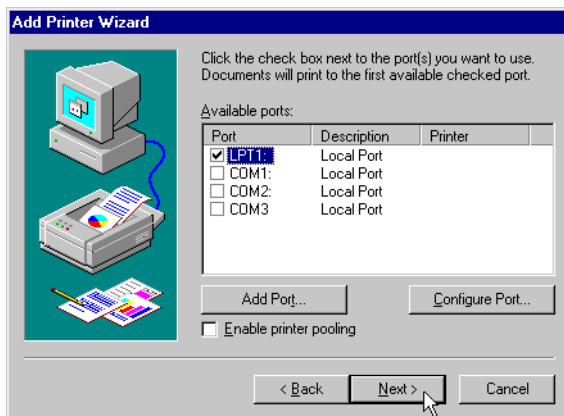 Add Printer Wizard
Click the check box next to the port(s) you want to use.
Documents will print to the first available checked port.
Available ports:
Port Description Printer
LPT1: Local Port
COM1: Local Port
COM2: Local Port
COM3 Local Port
Add Port... Configure Port...
Enable printer pooling
< Back Next > Cancel